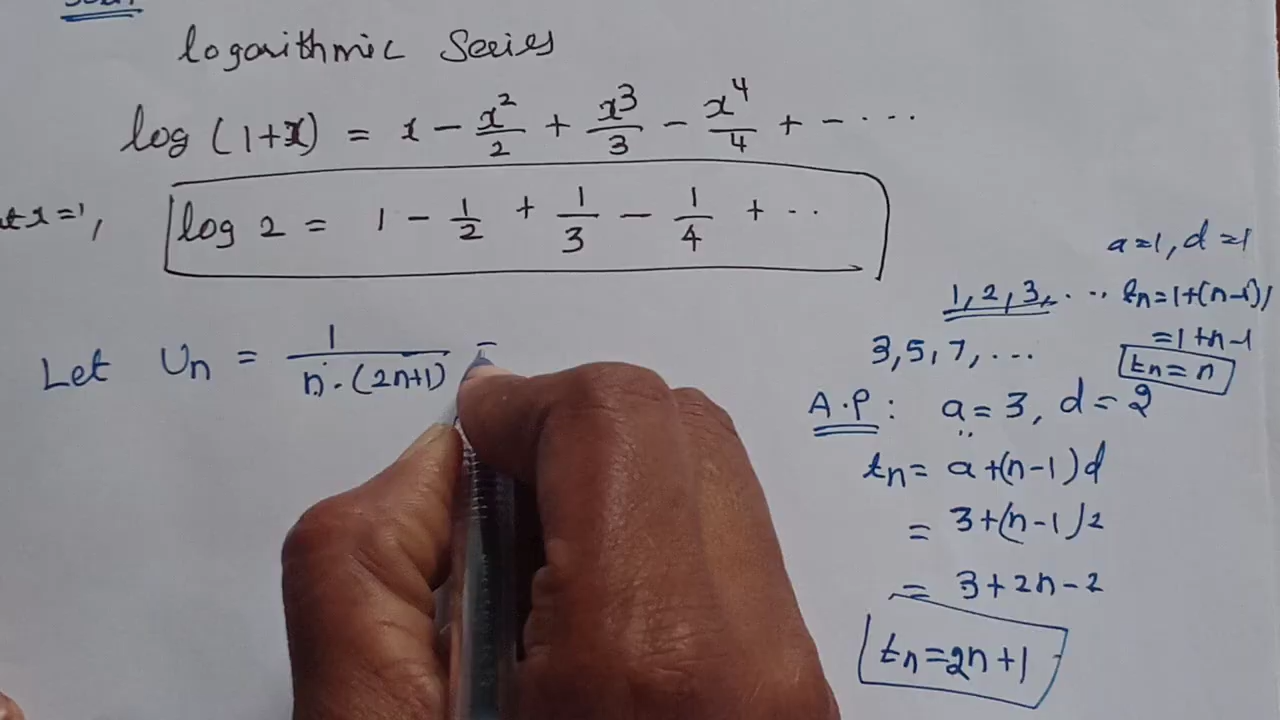 logarithmic Series
log (1+x) = x - x²/2 + x³/3 - x⁴/4 + - ....
x=1, log 2 = 1 - 1/2 + 1/3 - 1/4 + ..
Let Un = 1/(n.(2n+1)) =
a=1, d=1
1, 2, 3, ... tn=1+(n-1)1
=1+n-1
tn=n
3, 5, 7, ...
A.P : a=3, d=2
tn= a+(n-1)d
= 3+(n-1)2
= 3+2n-2
tn=2n+1